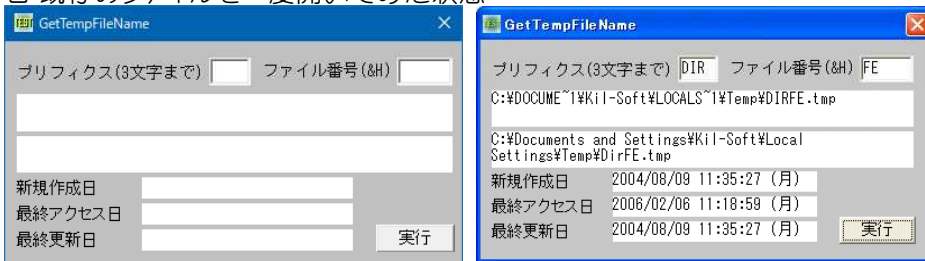 GetTempFileName
プリフィクス(3文字まで) ファイル番号(&H)
新規作成日
最終アクセス日
最終更新日
実行
GetTempFileName
プリフィクス(3文字まで) DIR ファイル番号(&H) FE
C:¥DOCUME~1¥Kil-Soft¥LOCALS~1¥Temp¥DIRFE.tmp
C:¥Documents and Settings¥Kil-Soft¥Local
Settings¥Temp¥DirFE.tmp
新規作成日 2004/08/09 11:35:27 (月)
最終アクセス日 2006/02/06 11:18:59 (月)
最終更新日 2004/08/09 11:35:27 (月)
実行